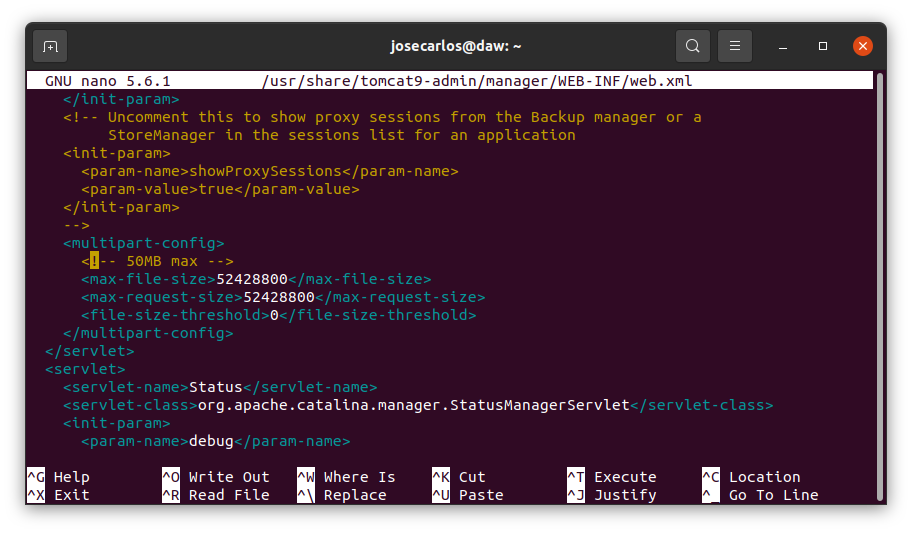 josecarlos@daw: ~
GNU nano 5.6.1 /usr/share/tomcat9-admin/manager/WEB-INF/web.xml
</init-param>
<!-- Uncomment this to show proxy sessions from the Backup manager or a
StoreManager in the sessions list for an application
<init-param>
<param-name>showProxySessions</param-name>
<param-value>true</param-value>
</init-param>
-->
<multipart-config>
<!-- 50MB max -->
<max-file-size>52428800</max-file-size>
<max-request-size>52428800</max-request-size>
<file-size-threshold>0</file-size-threshold>
</multipart-config>
</servlet>
<servlet>
<servlet-name>Status</servlet-name>
<servlet-class>org.apache.catalina.manager.StatusManagerServlet</servlet-class>
<init-param>
<param-name>debug</param-name>
^G Help ^O Write Out ^W Where Is ^K Cut ^T Execute ^C Location
^X Exit ^R Read File ^\ Replace ^U Paste ^J Justify ^_ Go To Line